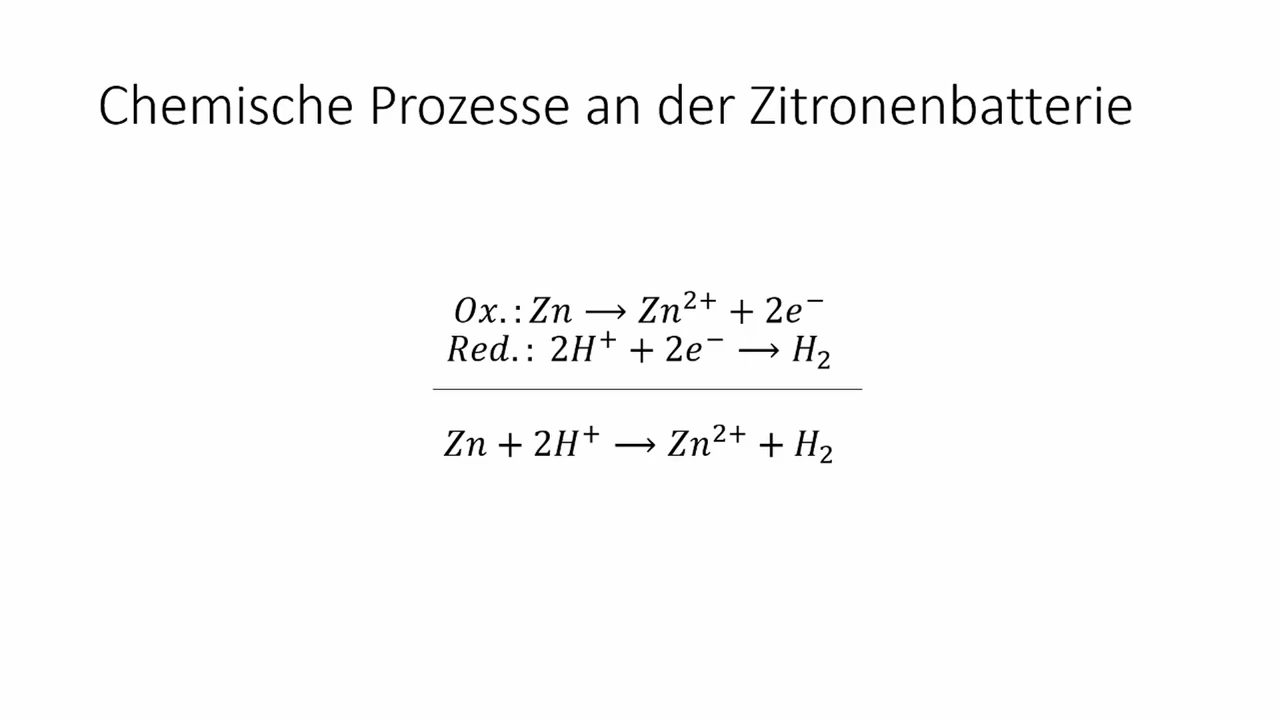 Chemische Prozesse an der Zitronenbatterie
Ox.: Zn ⟶ Zn²⁺ + 2e⁻
Red.: 2H⁺ + 2e⁻ ⟶ H₂
Zn + 2H⁺ ⟶ Zn²⁺ + H₂